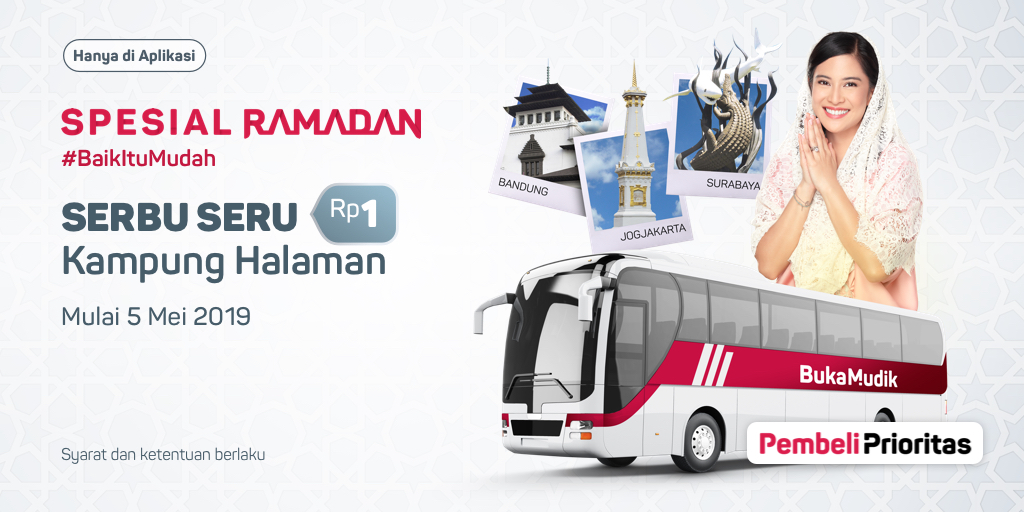 Hanya di Aplikasi
SPESIAL RAMADAN
#BaikItuMudah
SERBU SERU Rp1
Kampung Halaman
Mulai 5 Mei 2019
Syarat dan ketentuan berlaku
BANDUNG
JOGJAKARTA
SURABAYA
BukaMudik
Pembeli Prioritas